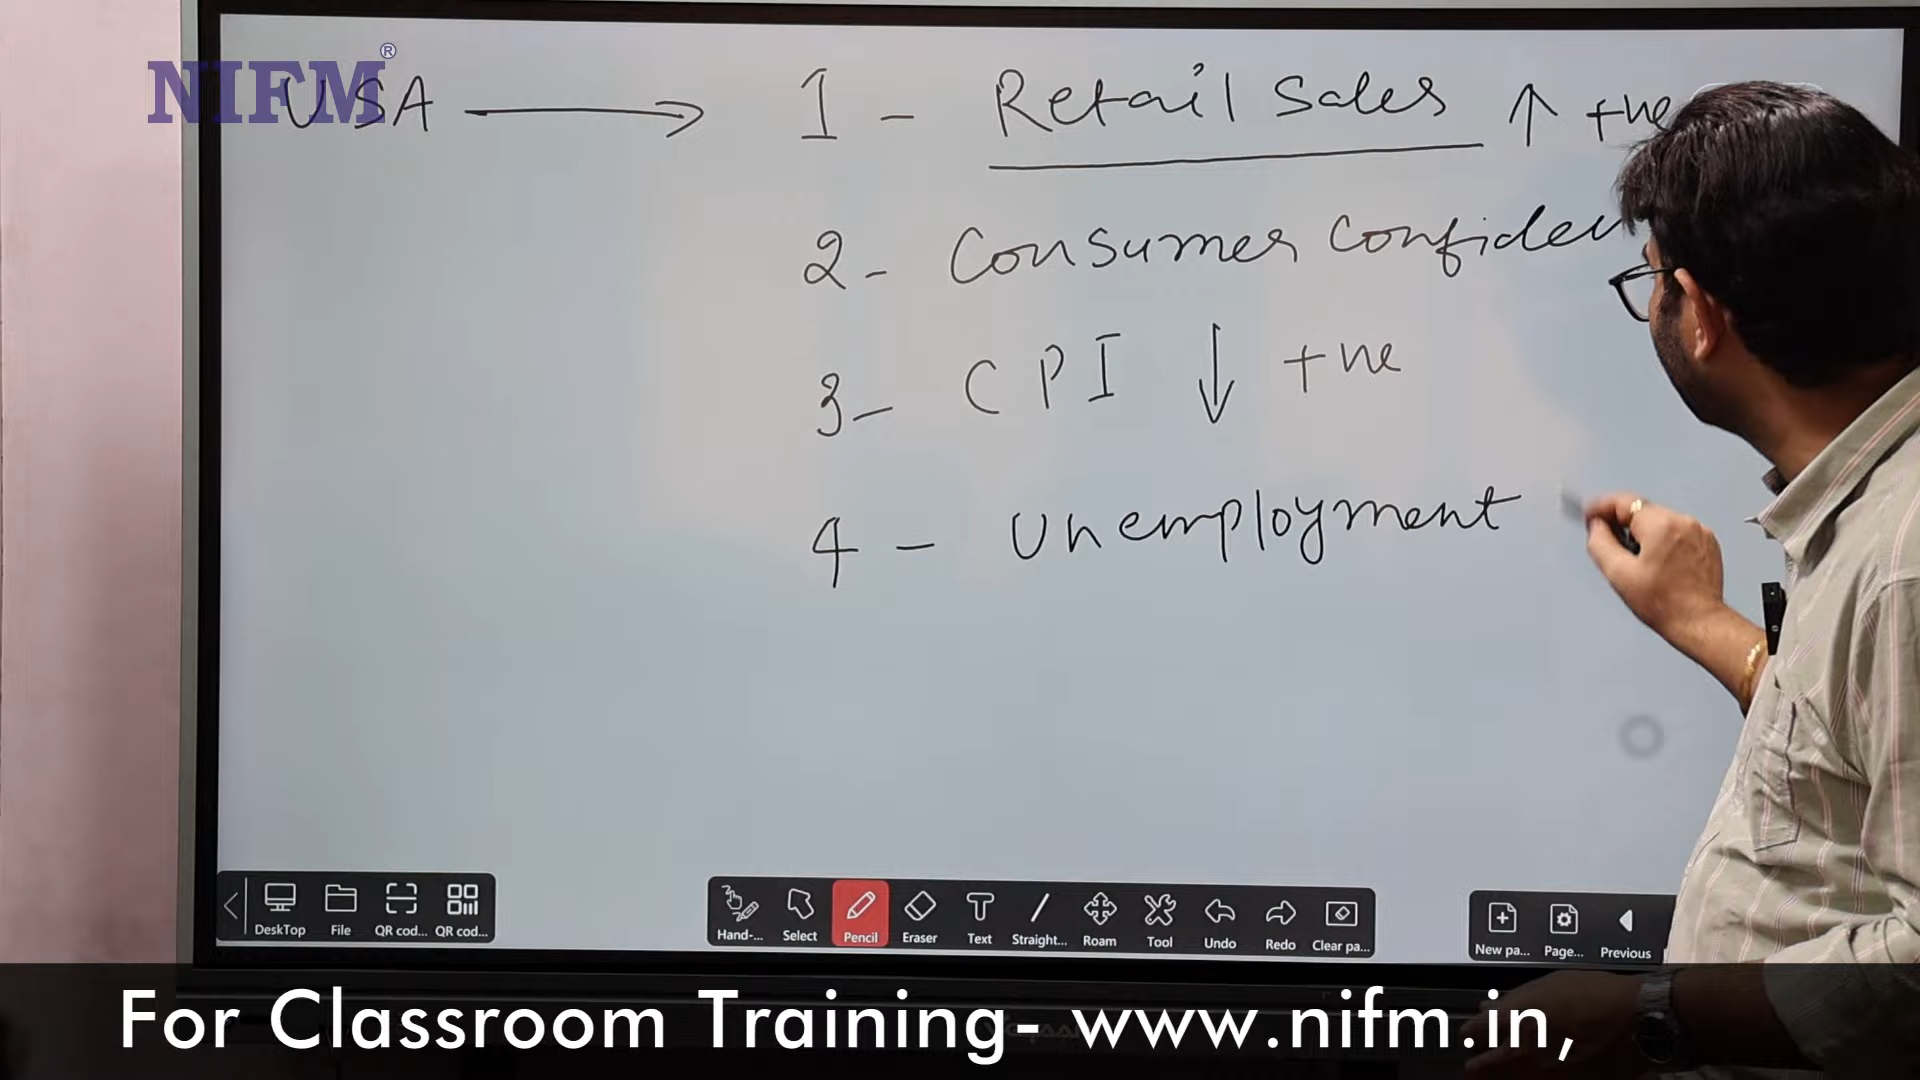 NIFM®
USA → 1 - Retail Sales ↑ +ve
2 - Consumer Confiden
3 - CPI ↓ +ve
4 - Unemployment
DeskTop File QR cod... QR cod...
Hand-... Select Pencil Eraser Text Straight... Roam Tool Undo Redo Clear pa...
New pa... Page... Previous
For Classroom Training- www.nifm.in,